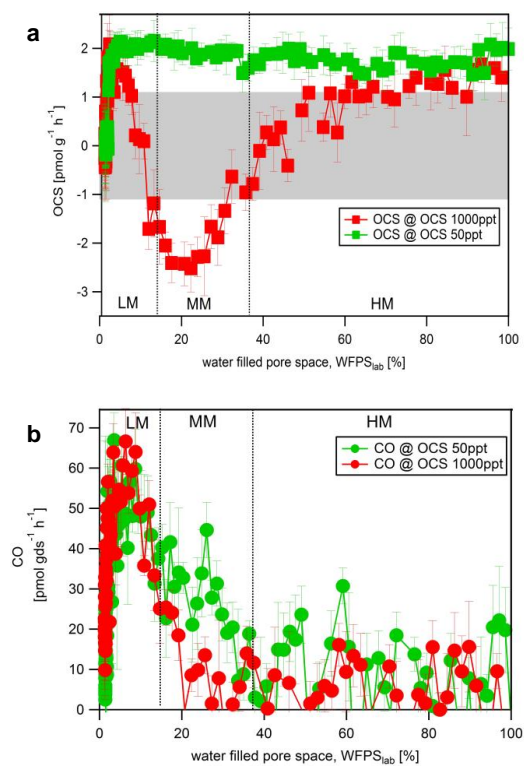 a
OCS [pmol g⁻¹ h⁻¹]
2
1
0
-1
-2
-3
OCS @ OCS 1000ppt
OCS @ OCS 50ppt
LM MM HM
0 20 40 60 80 100
water filled pore space, WFPSlab [%]
b
CO
[pmol gds⁻¹ h⁻¹]
70
60
50
40
30
20
10
0
LM MM HM
CO @ OCS 50ppt
CO @ OCS 1000ppt
0 20 40 60 80 100
water filled pore space, WFPSlab [%]